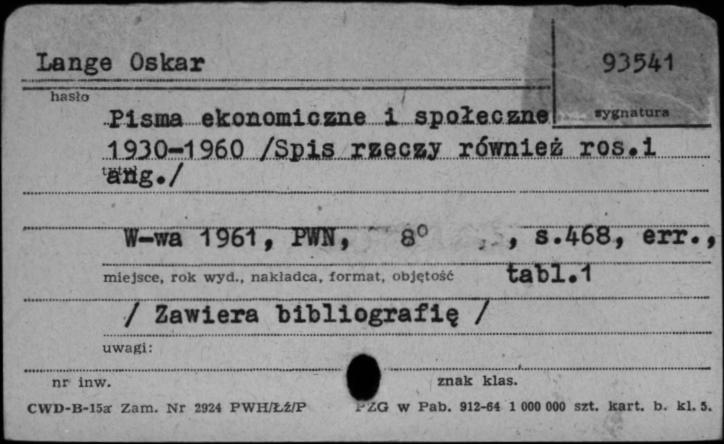 Lange Oskar
93541
hasło
sygnatura
Pisma ekonomiczne i społeczne
1930-1960 /Spis rzeczy również ros.i
ang./
W-wa 1961, PWN, 8° , s.468, err.,
miejsce, rok wyd., nakładca, format, objętość
tabl.1
/ Zawiera bibliografię /
uwagi:
nr inw.
znak klas.
CWD-B-15a Zam. Nr 2924 PWH/Łź/P
PZG w Pab. 912-64 1 000 000 szt. kart. b. kl. 5.